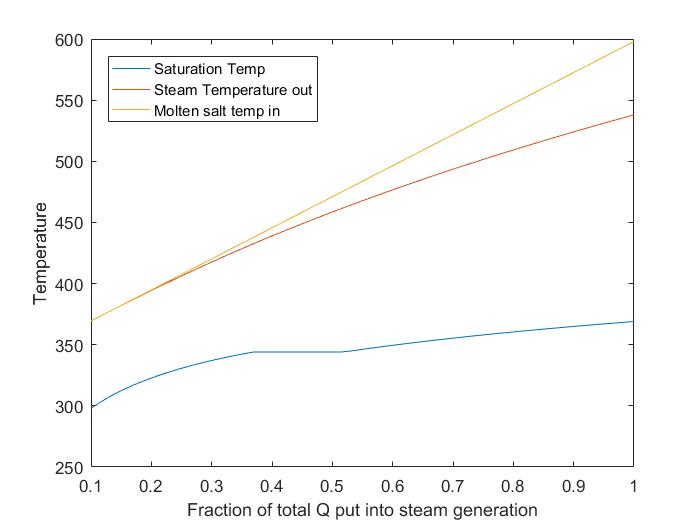 600
550
500
450
400
350
300
250
Temperature
Saturation Temp
Steam Temperature out
Molten salt temp in
0.1 0.2 0.3 0.4 0.5 0.6 0.7 0.8 0.9 1
Fraction of total Q put into steam generation